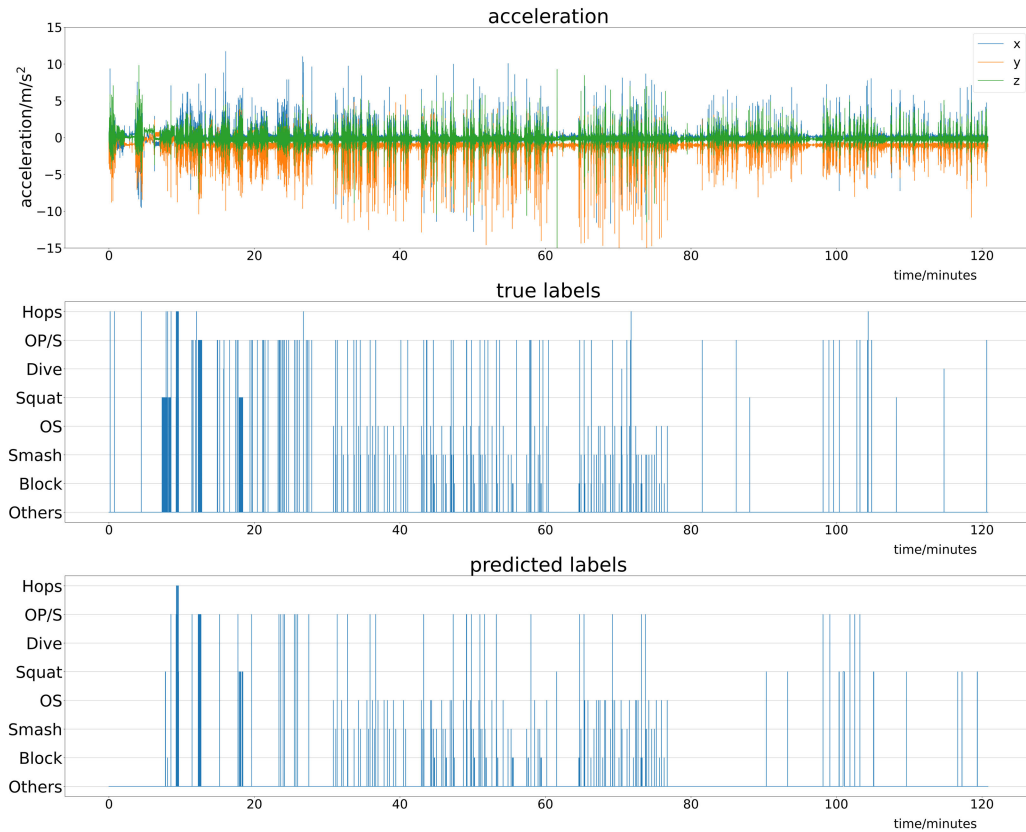 acceleration
15
10
5
0
−5
−10
−15
acceleration/m/s²
x
y
z
0 20 40 60 80 100 120
time/minutes
true labels
Hops
OP/S
Dive
Squat
OS
Smash
Block
Others
0 20 40 60 80 100 120
time/minutes
predicted labels
Hops
OP/S
Dive
Squat
OS
Smash
Block
Others
0 20 40 60 80 100 120
time/minutes